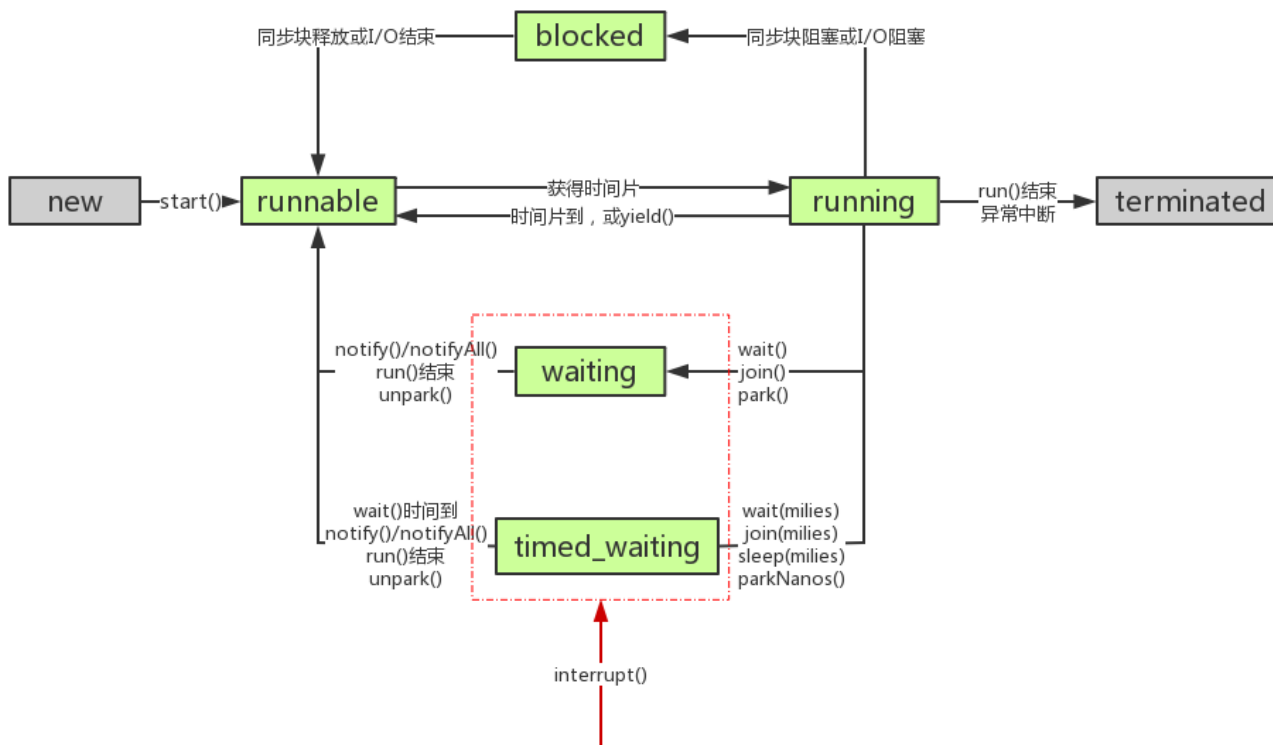 blocked
同步块释放或I/O结束
同步块阻塞或I/O阻塞
new
start()
runnable
获得时间片
时间片到，或yield()
running
run()结束
异常中断
terminated
notify()/notifyAll()
run()结束
unpark()
waiting
wait()
join()
park()
wait()时间到
notify()/notifyAll()
run()结束
unpark()
timed_waiting
wait(milies)
join(milies)
sleep(milies)
parkNanos()
interrupt()